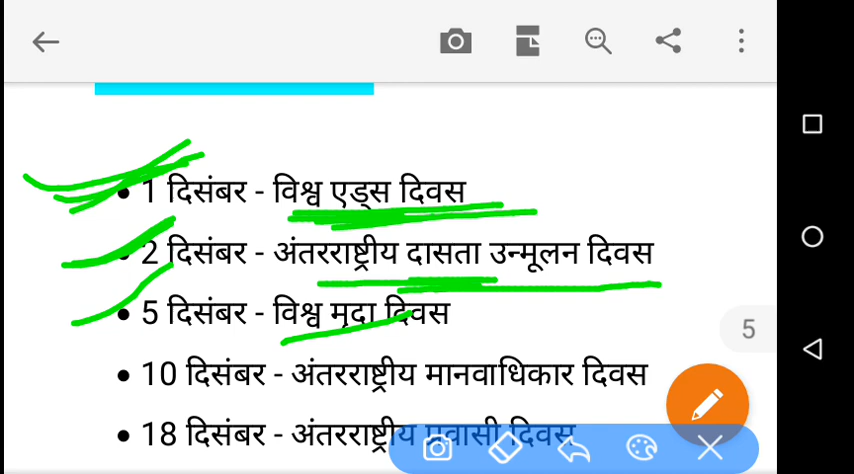 • 1 दिसंबर - विश्व एड्स दिवस
• 2 दिसंबर - अंतरराष्ट्रीय दासता उन्मूलन दिवस
• 5 दिसंबर - विश्व मृदा दिवस
5
• 10 दिसंबर - अंतरराष्ट्रीय मानवाधिकार दिवस
• 18 दिसंबर - अंतरराष्ट्रीय प्रवासी दिवस